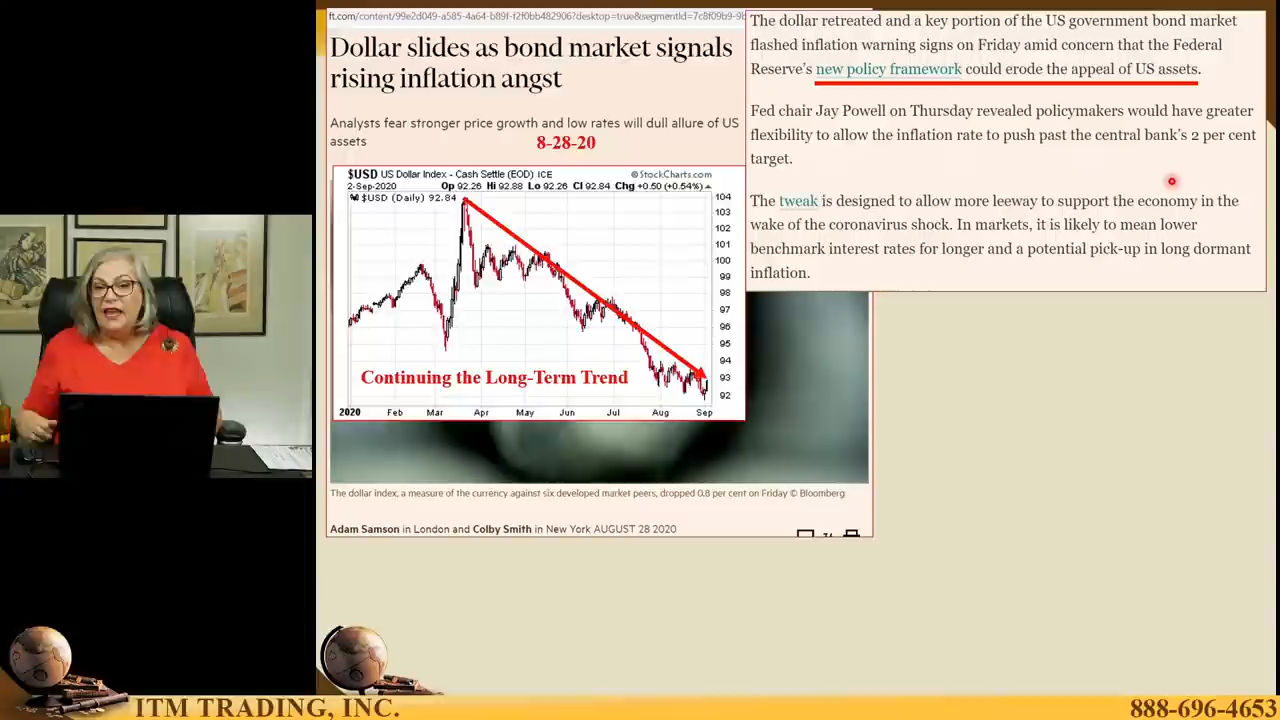 ft.com/content/99e2d049-a585-4a64-b89f-f2f0bb482906?desktop=true&segmentId=7c8f09b9-9b
Dollar slides as bond market signals
rising inflation angst
Analysts fear stronger price growth and low rates will dull allure of US
assets
8-28-20
$USD US Dollar Index - Cash Settle (EOD) ICE
© StockCharts.com
2-Sep-2020
Op 92.26 Hi 92.88 Lo 92.26 Cl 92.84 Chg +0.50 (+0.54%)
$USD (Daily) 92.84
104
103
102
101
100
99
98
97
96
95
94
93
92
Continuing the Long-Term Trend
2020 Feb Mar Apr May Jun Jul Aug Sep
The dollar index, a measure of the currency against six developed market peers, dropped 0.8 per cent on Friday © Bloomberg
Adam Samson in London and Colby Smith in New York AUGUST 28 2020
The dollar retreated and a key portion of the US government bond market
flashed inflation warning signs on Friday amid concern that the Federal
Reserve's new policy framework could erode the appeal of US assets.
Fed chair Jay Powell on Thursday revealed policymakers would have greater
flexibility to allow the inflation rate to push past the central bank's 2 per cent
target.
The tweak is designed to allow more leeway to support the economy in the
wake of the coronavirus shock. In markets, it is likely to mean lower
benchmark interest rates for longer and a potential pick-up in long dormant
inflation.
ITM TRADING, INC.
888-696-4653